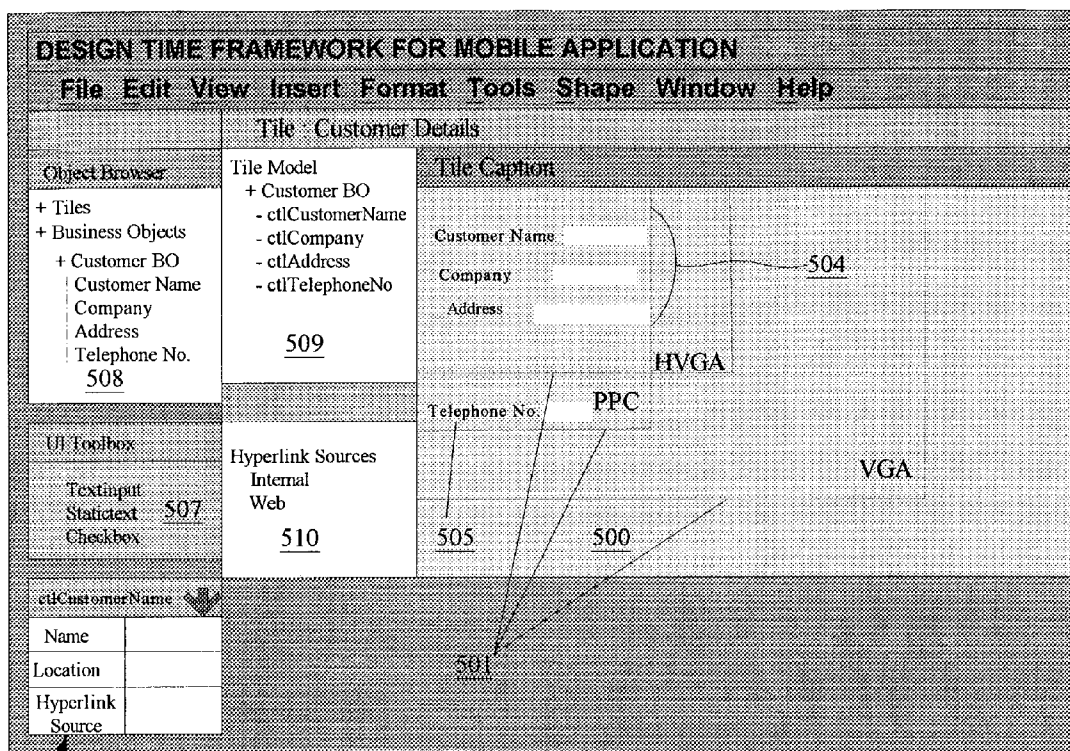 DESIGN TIME FRAMEWORK FOR MOBILE APPLICATION
File Edit View Insert Format Tools Shape Window Help
Tile : Customer Details
Object Browser
+ Tiles
+ Business Objects
+ Customer BO
Customer Name
Company
Address
Telephone No.
508
Tile Model
+ Customer BO
- ctlCustomerName
- ctlCompany
- ctlAddress
- ctlTelephoneNo
509
Tile Caption
Customer Name
Company
Address
504
HVGA
Telephone No.
PPC
VGA
UI Toolbox
Textinput
Statictext
Checkbox
507
Hyperlink Sources
Internal
Web
510
505
500
501
ctlCustomerName
Name
Location
Hyperlink
Source